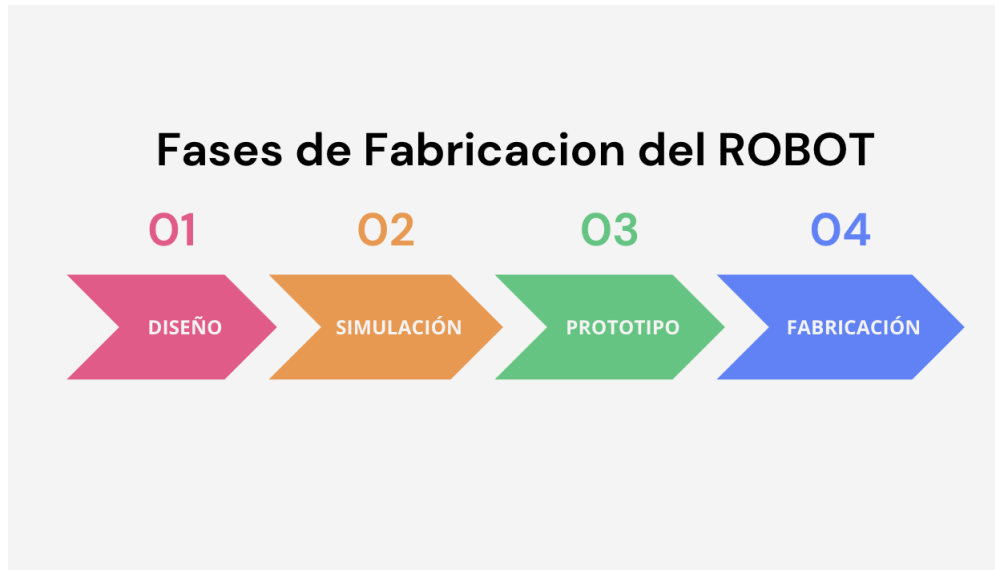 Fases de Fabricacion del ROBOT
01
02
03
04
DISEÑO
SIMULACIÓN
PROTOTIPO
FABRICACIÓN